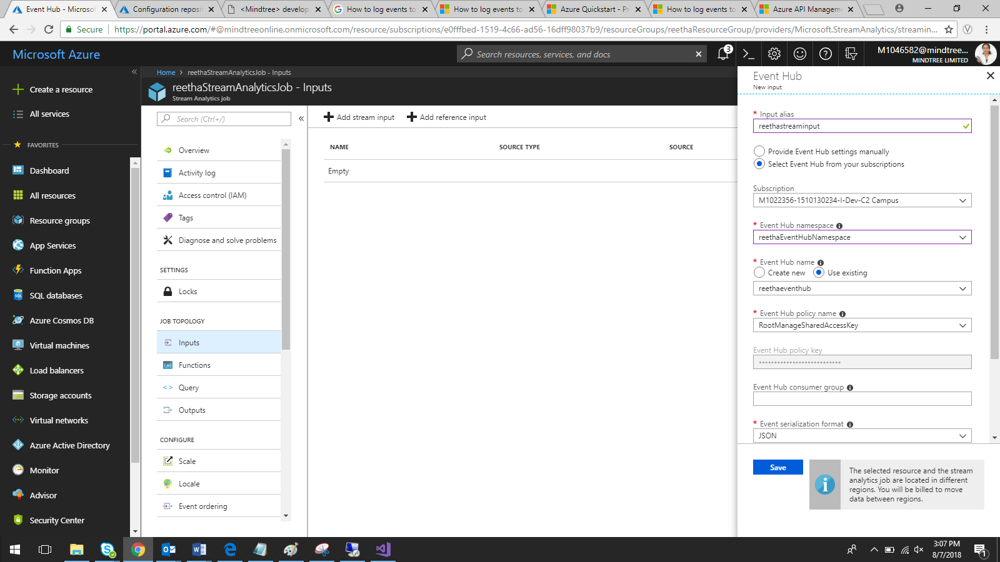 Event Hub - Microso
Configuration reposit
<Mindtree> develop
How to log events to
How to log events to
Azure Quickstart - Pr
How to log events to
Azure API Managem
Secure
https://portal.azure.com/#@mindtreeonline.onmicrosoft.com/resource/subscriptions/e0fffbed-1519-4c66-ad56-16dff98037b9/resourceGroups/reethaResourceGroup/providers/Microsoft.StreamAnalytics/streamin...
Microsoft Azure
Search resources, services, and docs
3
M1046582@mindtree...
MINDTREE LIMITED
Create a resource
All services
FAVORITES
Dashboard
All resources
Resource groups
App Services
Function Apps
SQL databases
Azure Cosmos DB
Virtual machines
Load balancers
Storage accounts
Virtual networks
Azure Active Directory
Monitor
Advisor
Security Center
Home > reethaStreamAnalyticsJob - Inputs
reethaStreamAnalyticsJob - Inputs
Stream Analytics job
Search (Ctrl+/)
Overview
Activity log
Access control (IAM)
Tags
Diagnose and solve problems
SETTINGS
Locks
JOB TOPOLOGY
Inputs
Functions
Query
Outputs
CONFIGURE
Scale
Locale
Event ordering
Add stream input
Add reference input
NAME
SOURCE TYPE
SOURCE
Empty
Event Hub
New input
* Input alias
reethastreaminput
Provide Event Hub settings manually
Select Event Hub from your subscriptions
Subscription
M1022356-1510130234-I-Dev-C2 Campus
* Event Hub namespace
reethaEventHubNamespace
* Event Hub name
Create new
Use existing
reethaeventhub
* Event Hub policy name
RootManageSharedAccessKey
Event Hub policy key
Event Hub consumer group
* Event serialization format
JSON
Save
The selected resource and the stream
analytics job are located in different
regions. You will be billed to move
data between regions.
3:07 PM
8/7/2018
1